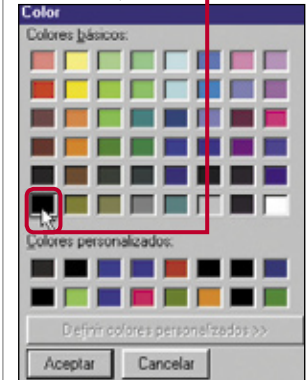 Color
Colores básicos:
Colores personalizados:
Definir colores personalizados >>
Aceptar
Cancelar